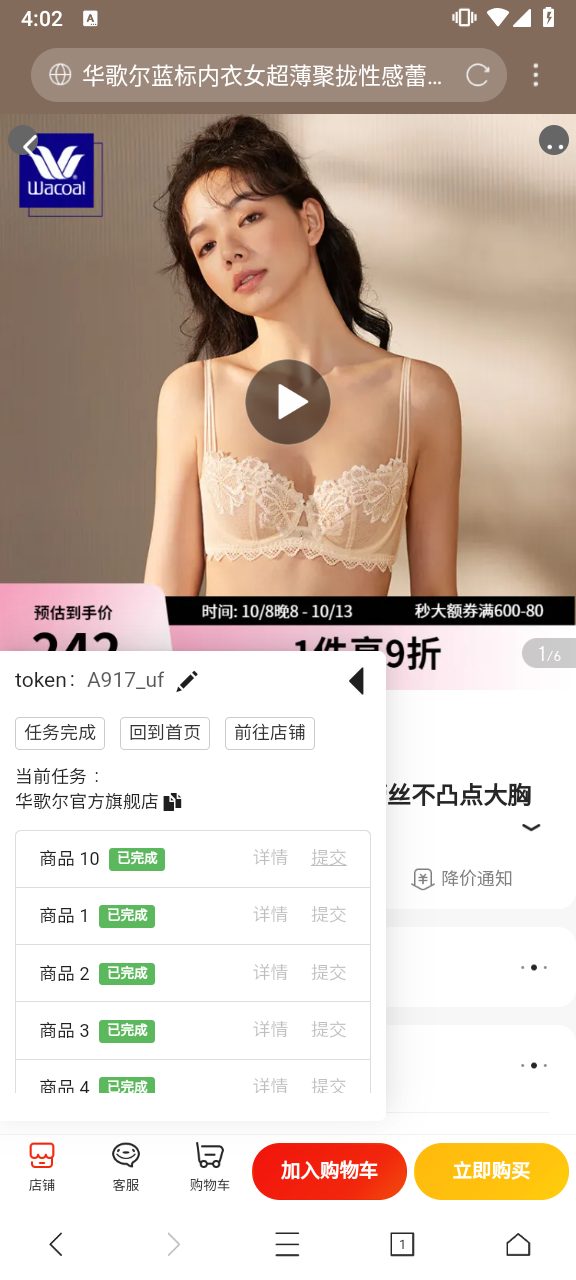 4:02
A
华歌尔蓝标内衣女超薄聚拢性感蕾...
Wacoal
预估到手价
时间: 10/8晚8 - 10/13
秒大额券满600-80
1件享9折
1/6
token: A917_uf
任务完成
回到首页
前往店铺
当前任务：
华歌尔官方旗舰店
丝不凸点大胸
降价通知
商品 10 已完成 详情 提交
商品 1 已完成 详情 提交
商品 2 已完成 详情 提交
商品 3 已完成 详情 提交
商品 4 已完成 详情 提交
店铺
客服
购物车
加入购物车
立即购买
1